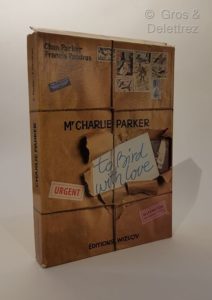 © Gros &
Delettrez
Chan Parker
Francis Paudras
Mr CHARLIE PARKER
to Bird
with love
URGENT
EDITIONS WIZLOV
CHARLIE PARKER